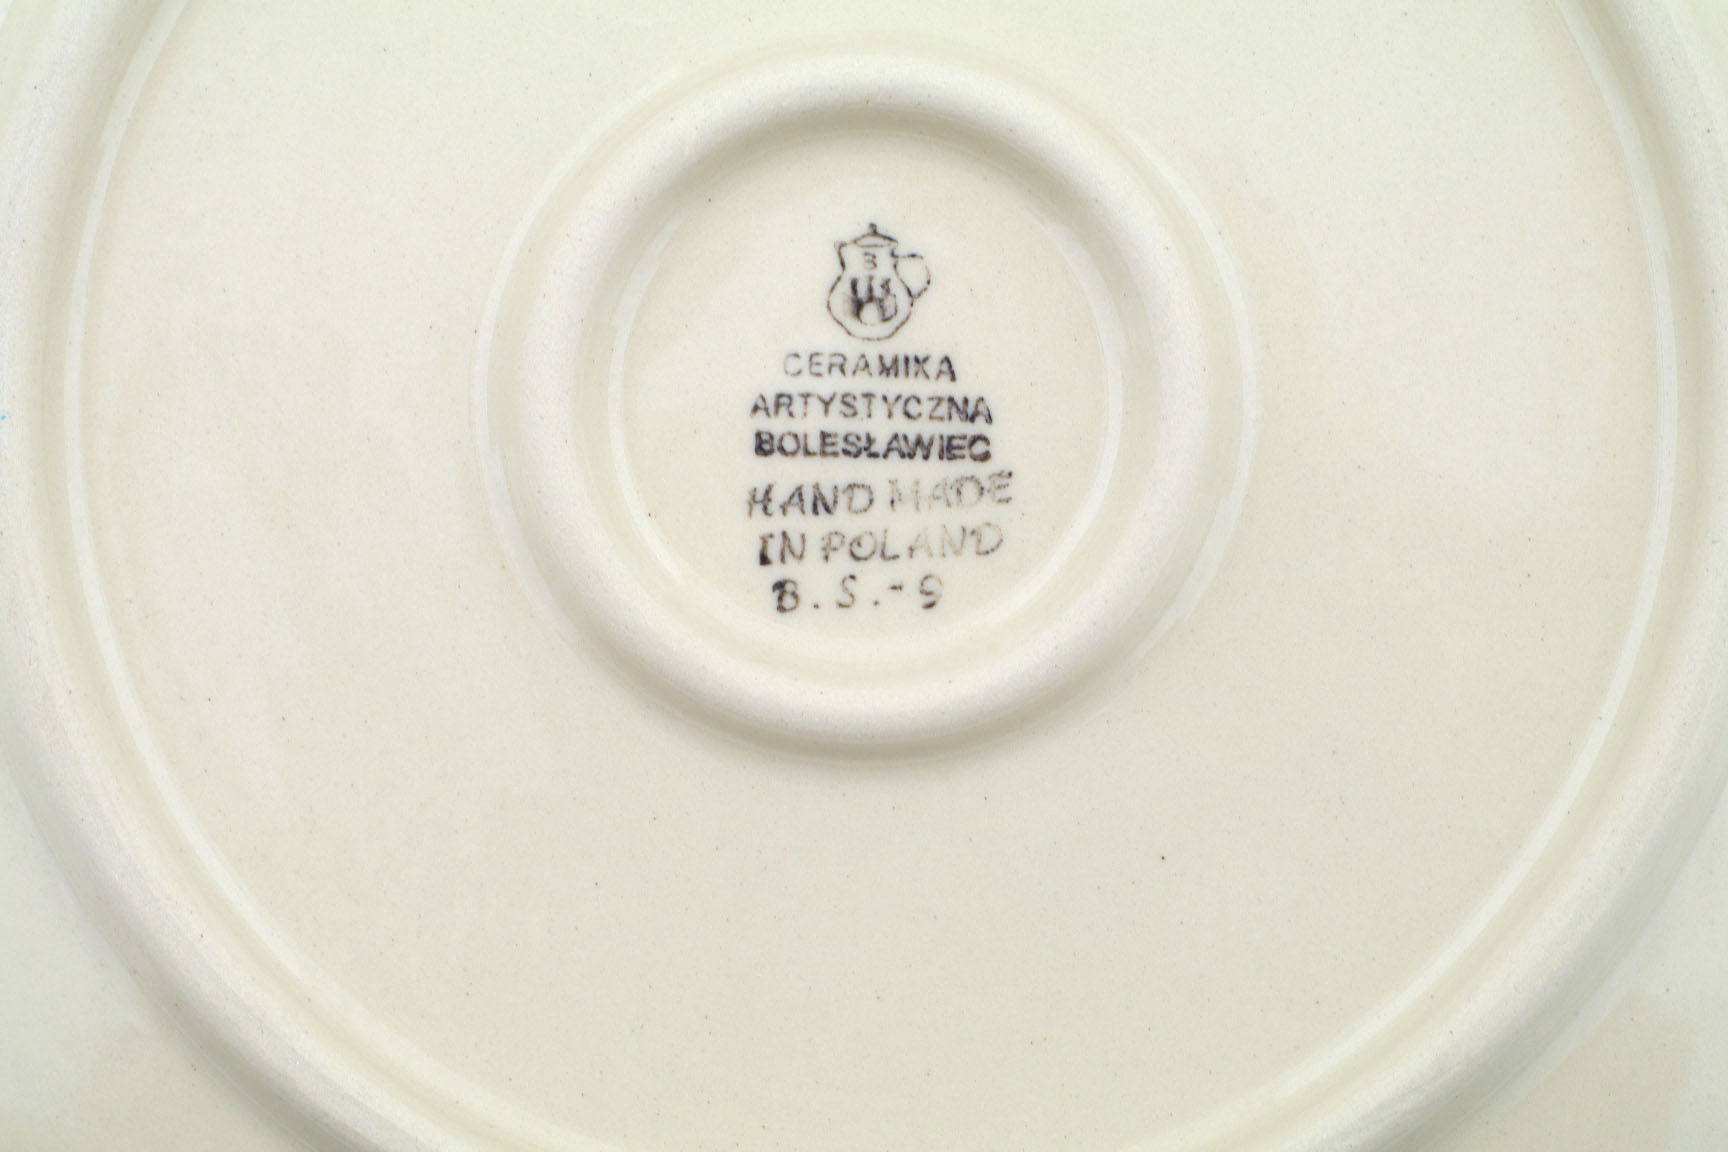 B
CERAMIKA
ARTYSTYCZNA
BOLESŁAWIEC
HAND MADE
IN POLAND
B.S.-9